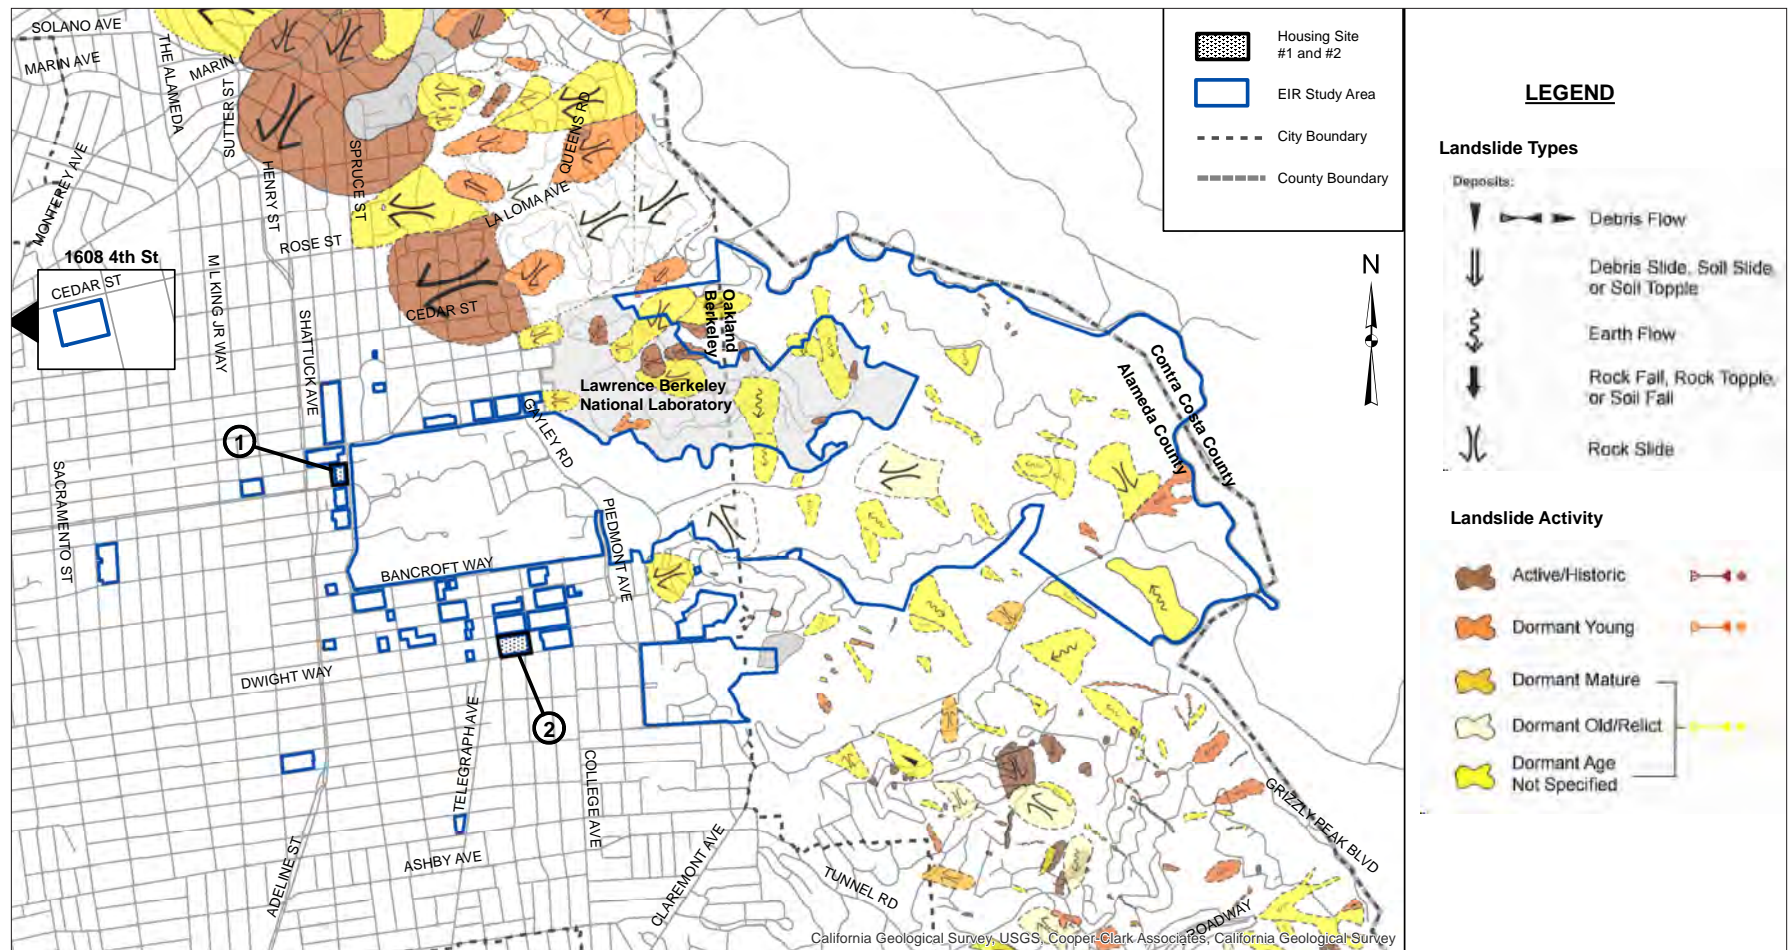 SOLANO AVE
MARIN AVE
THE ALAMEDA
MARIN
SUTTER ST
MONTEREY AVE
HENRY ST
SPRUCE ST
QUEENS RD
LA LOMA AVE
ROSE ST
1608 4th St
CEDAR ST
M L KING JR WAY
SHATTUCK AVE
CEDAR ST
Oakland
Berkeley
Lawrence Berkeley
National Laboratory
GAYLEY RD
Contra Costa County
Alameda County
1
SACRAMENTO ST
PIEDMONT AVE
BANCROFT WAY
DWIGHT WAY
2
TELEGRAPH AVE
COLLEGE AVE
ADELINE ST
ASHBY AVE
CLAREMONT AVE
TUNNEL RD
GRIZZLY PEAK BLVD
ROADWAY
California Geological Survey, USGS, Cooper-Clark Associates, California Geological Survey
Housing Site
#1 and #2
EIR Study Area
City Boundary
County Boundary
N
LEGEND
Landslide Types
Deposits:
Debris Flow
Debris Slide, Soil Slide,
or Soil Topple
Earth Flow
Rock Fall, Rock Topple,
or Soil Fall
Rock Slide
Landslide Activity
Active/Historic
Dormant Young
Dormant Mature
Dormant Old/Relict
Dormant Age
Not Specified